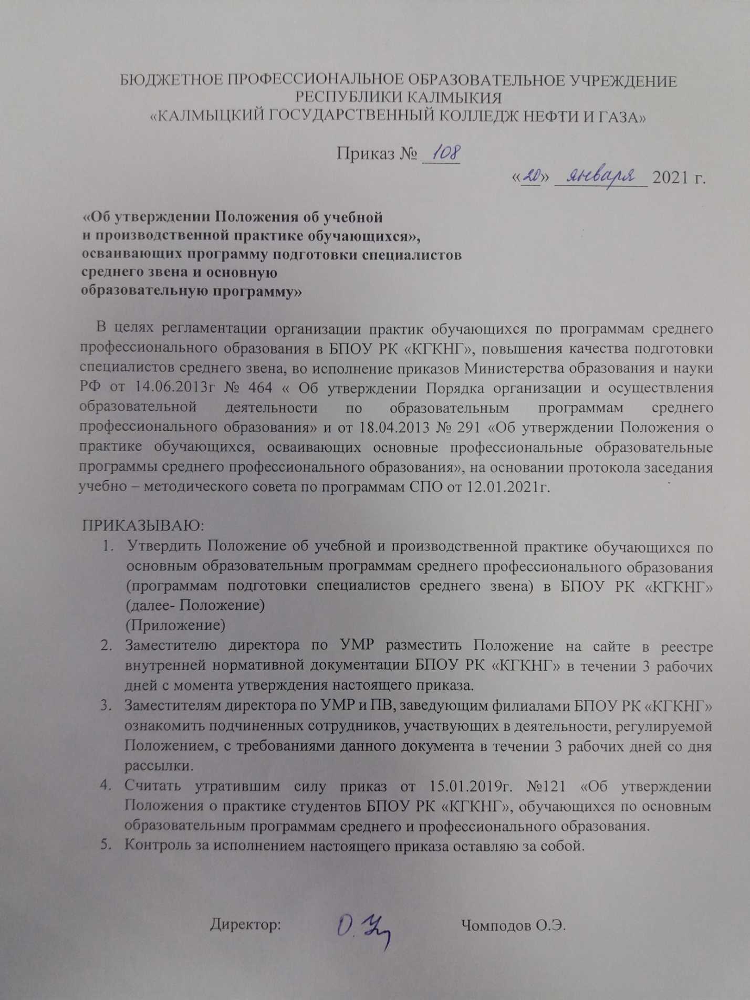 БЮДЖЕТНОЕ ПРОФЕССИОНАЛЬНОЕ ОБРАЗОВАТЕЛЬНОЕ УЧРЕЖДЕНИЕ
РЕСПУБЛИКИ КАЛМЫКИЯ
«КАЛМЫЦКИЙ ГОСУДАРСТВЕННЫЙ КОЛЛЕДЖ НЕФТИ И ГАЗА»
Приказ № 108
«20» января 2021 г.
«Об утверждении Положения об учебной
и производственной практике обучающихся»,
осваивающих программу подготовки специалистов
среднего звена и основную
образовательную программу»
В целях регламентации организации практик обучающихся по программам среднего
профессионального образования в БПОУ РК «КГКНГ», повышения качества подготовки
специалистов среднего звена, во исполнение приказов Министерства образования и науки
РФ от 14.06.2013г № 464 « Об утверждении Порядка организации и осуществления
образовательной деятельности по образовательным программам среднего
профессионального образования» и от 18.04.2013 № 291 «Об утверждении Положения о
практике обучающихся, осваивающих основные профессиональные образовательные
программы среднего профессионального образования», на основании протокола заседания
учебно – методического совета по программам СПО от 12.01.2021г.
ПРИКАЗЫВАЮ:
1. Утвердить Положение об учебной и производственной практике обучающихся по
основным образовательным программам среднего профессионального образования
(программам подготовки специалистов среднего звена) в БПОУ РК «КГКНГ»
(далее- Положение)
(Приложение)
2. Заместителю директора по УМР разместить Положение на сайте в реестре
внутренней нормативной документации БПОУ РК «КГКНГ» в течении 3 рабочих
дней с момента утверждения настоящего приказа.
3. Заместителям директора по УМР и ПВ, заведующим филиалами БПОУ РК «КГКНГ»
ознакомить подчиненных сотрудников, участвующих в деятельности, регулируемой
Положением, с требованиями данного документа в течении 3 рабочих дней со дня
рассылки.
4. Считать утратившим силу приказ от 15.01.2019г. №121 «Об утверждении
Положения о практике студентов БПОУ РК «КГКНГ», обучающихся по основным
образовательным программам среднего и профессионального образования.
5. Контроль за исполнением настоящего приказа оставляю за собой.
Директор: Чомподов О.Э.